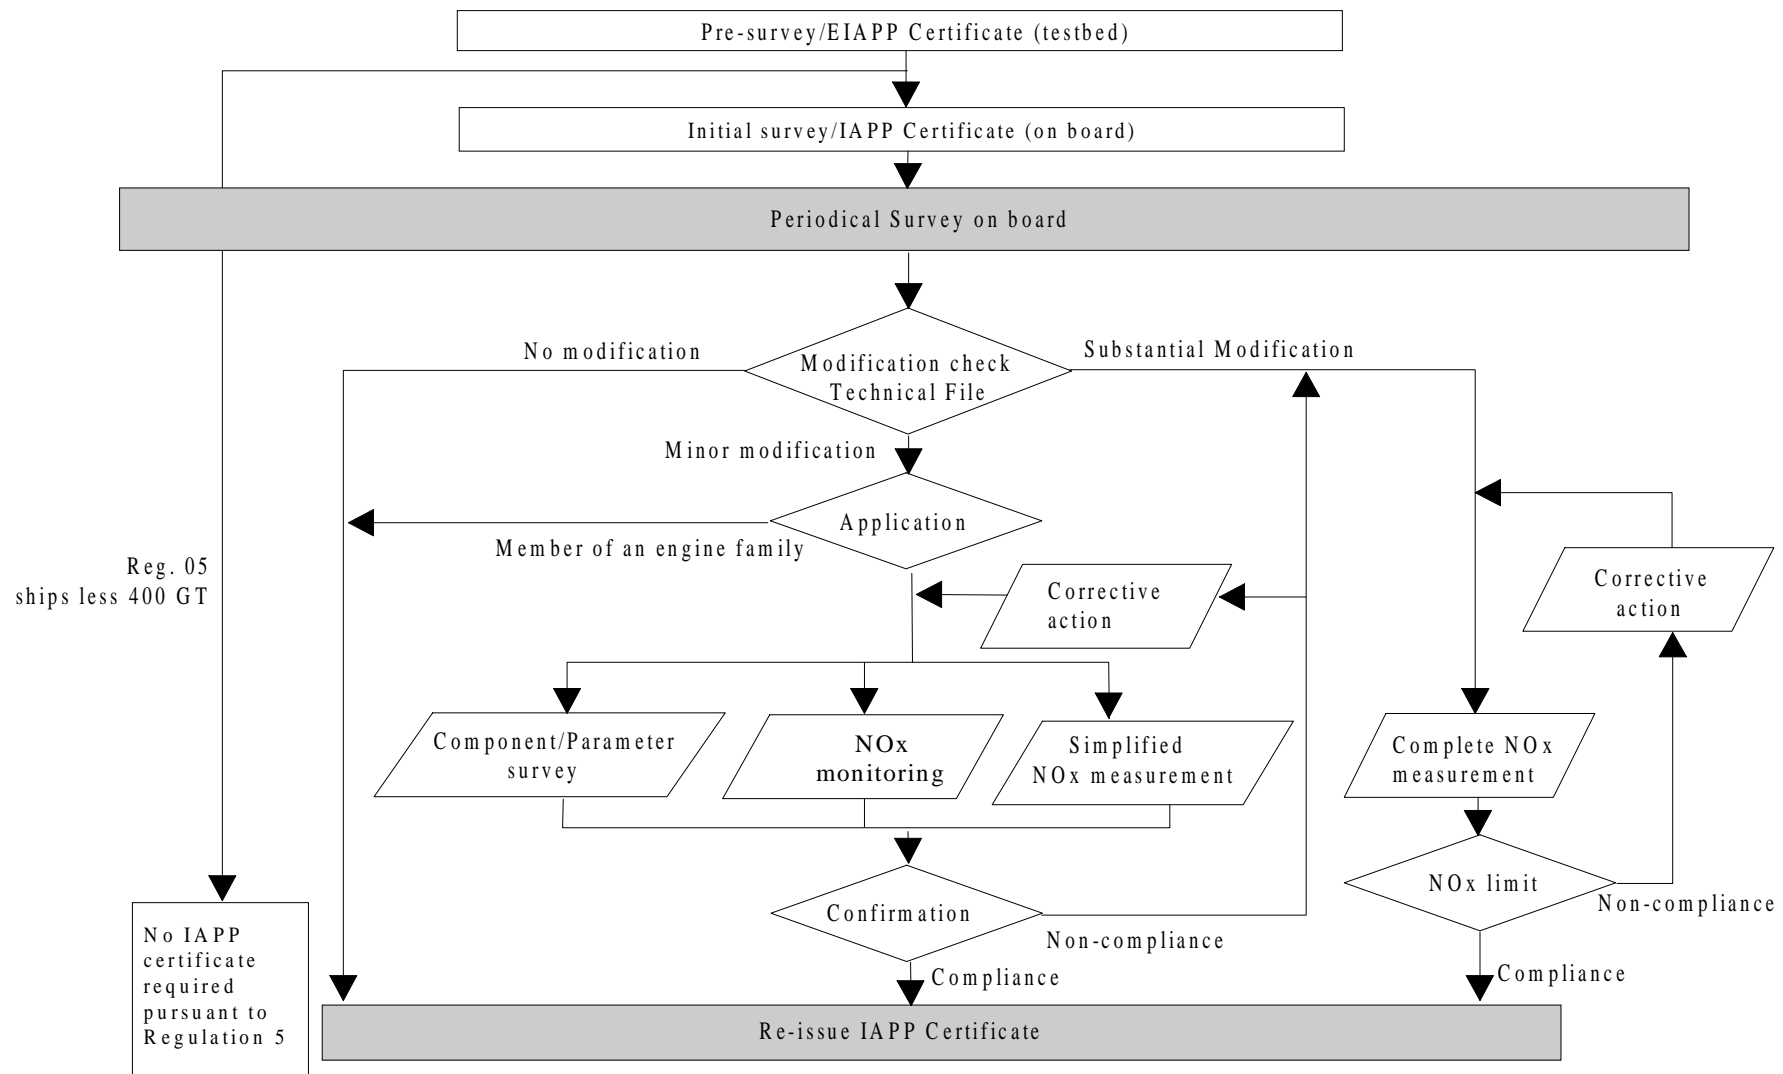 Pre-survey/EIAPP Certificate (testbed)
Initial survey/IAPP Certificate (on board)
Periodical Survey on board
No modification
Modification check
Technical File
Substantial Modification
Minor modification
Application
Member of an engine family
Reg. 05
ships less 400 GT
Corrective
action
Corrective
action
Component/Parameter
survey
NOx
monitoring
Simplified
NOx measurement
Complete NOx
measurement
NOx limit
Non-compliance
Confirmation
Non-compliance
Compliance
Compliance
No IAPP
certificate
required
pursuant to
Regulation 5
Re-issue IAPP Certificate